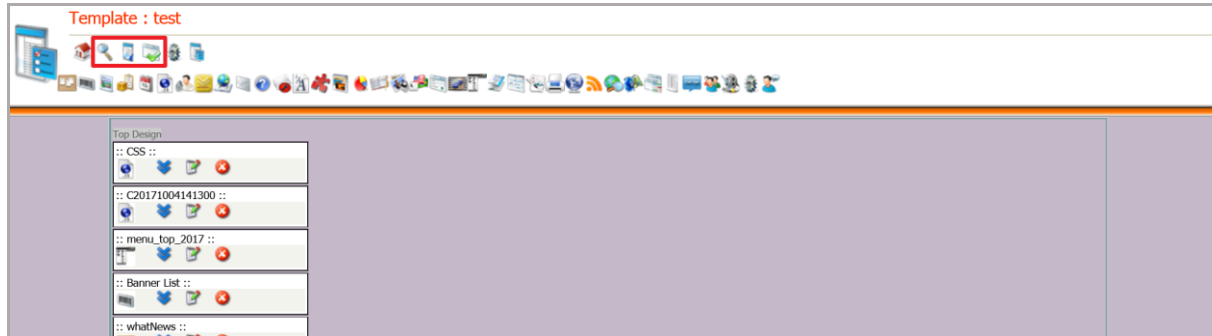 Template : test
Top Design
:: CSS ::
:: C20171004141300 ::
:: menu_top_2017 ::
:: Banner List ::
:: whatNews ::